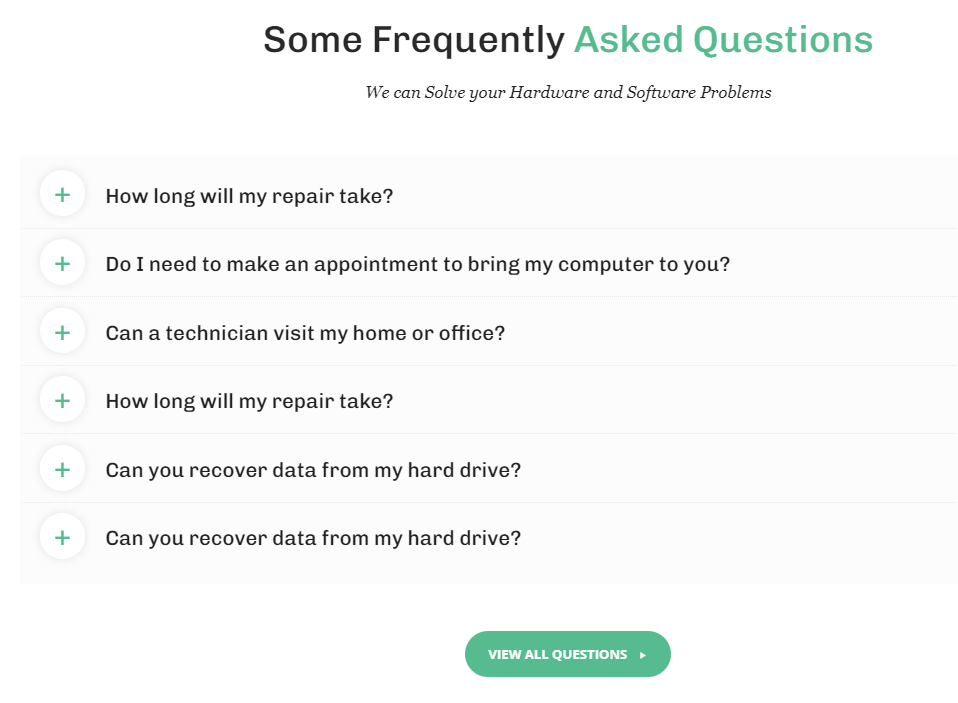 Some Frequently Asked Questions
We can Solve your Hardware and Software Problems
How long will my repair take?
Do I need to make an appointment to bring my computer to you?
Can a technician visit my home or office?
How long will my repair take?
Can you recover data from my hard drive?
Can you recover data from my hard drive?
VIEW ALL QUESTIONS